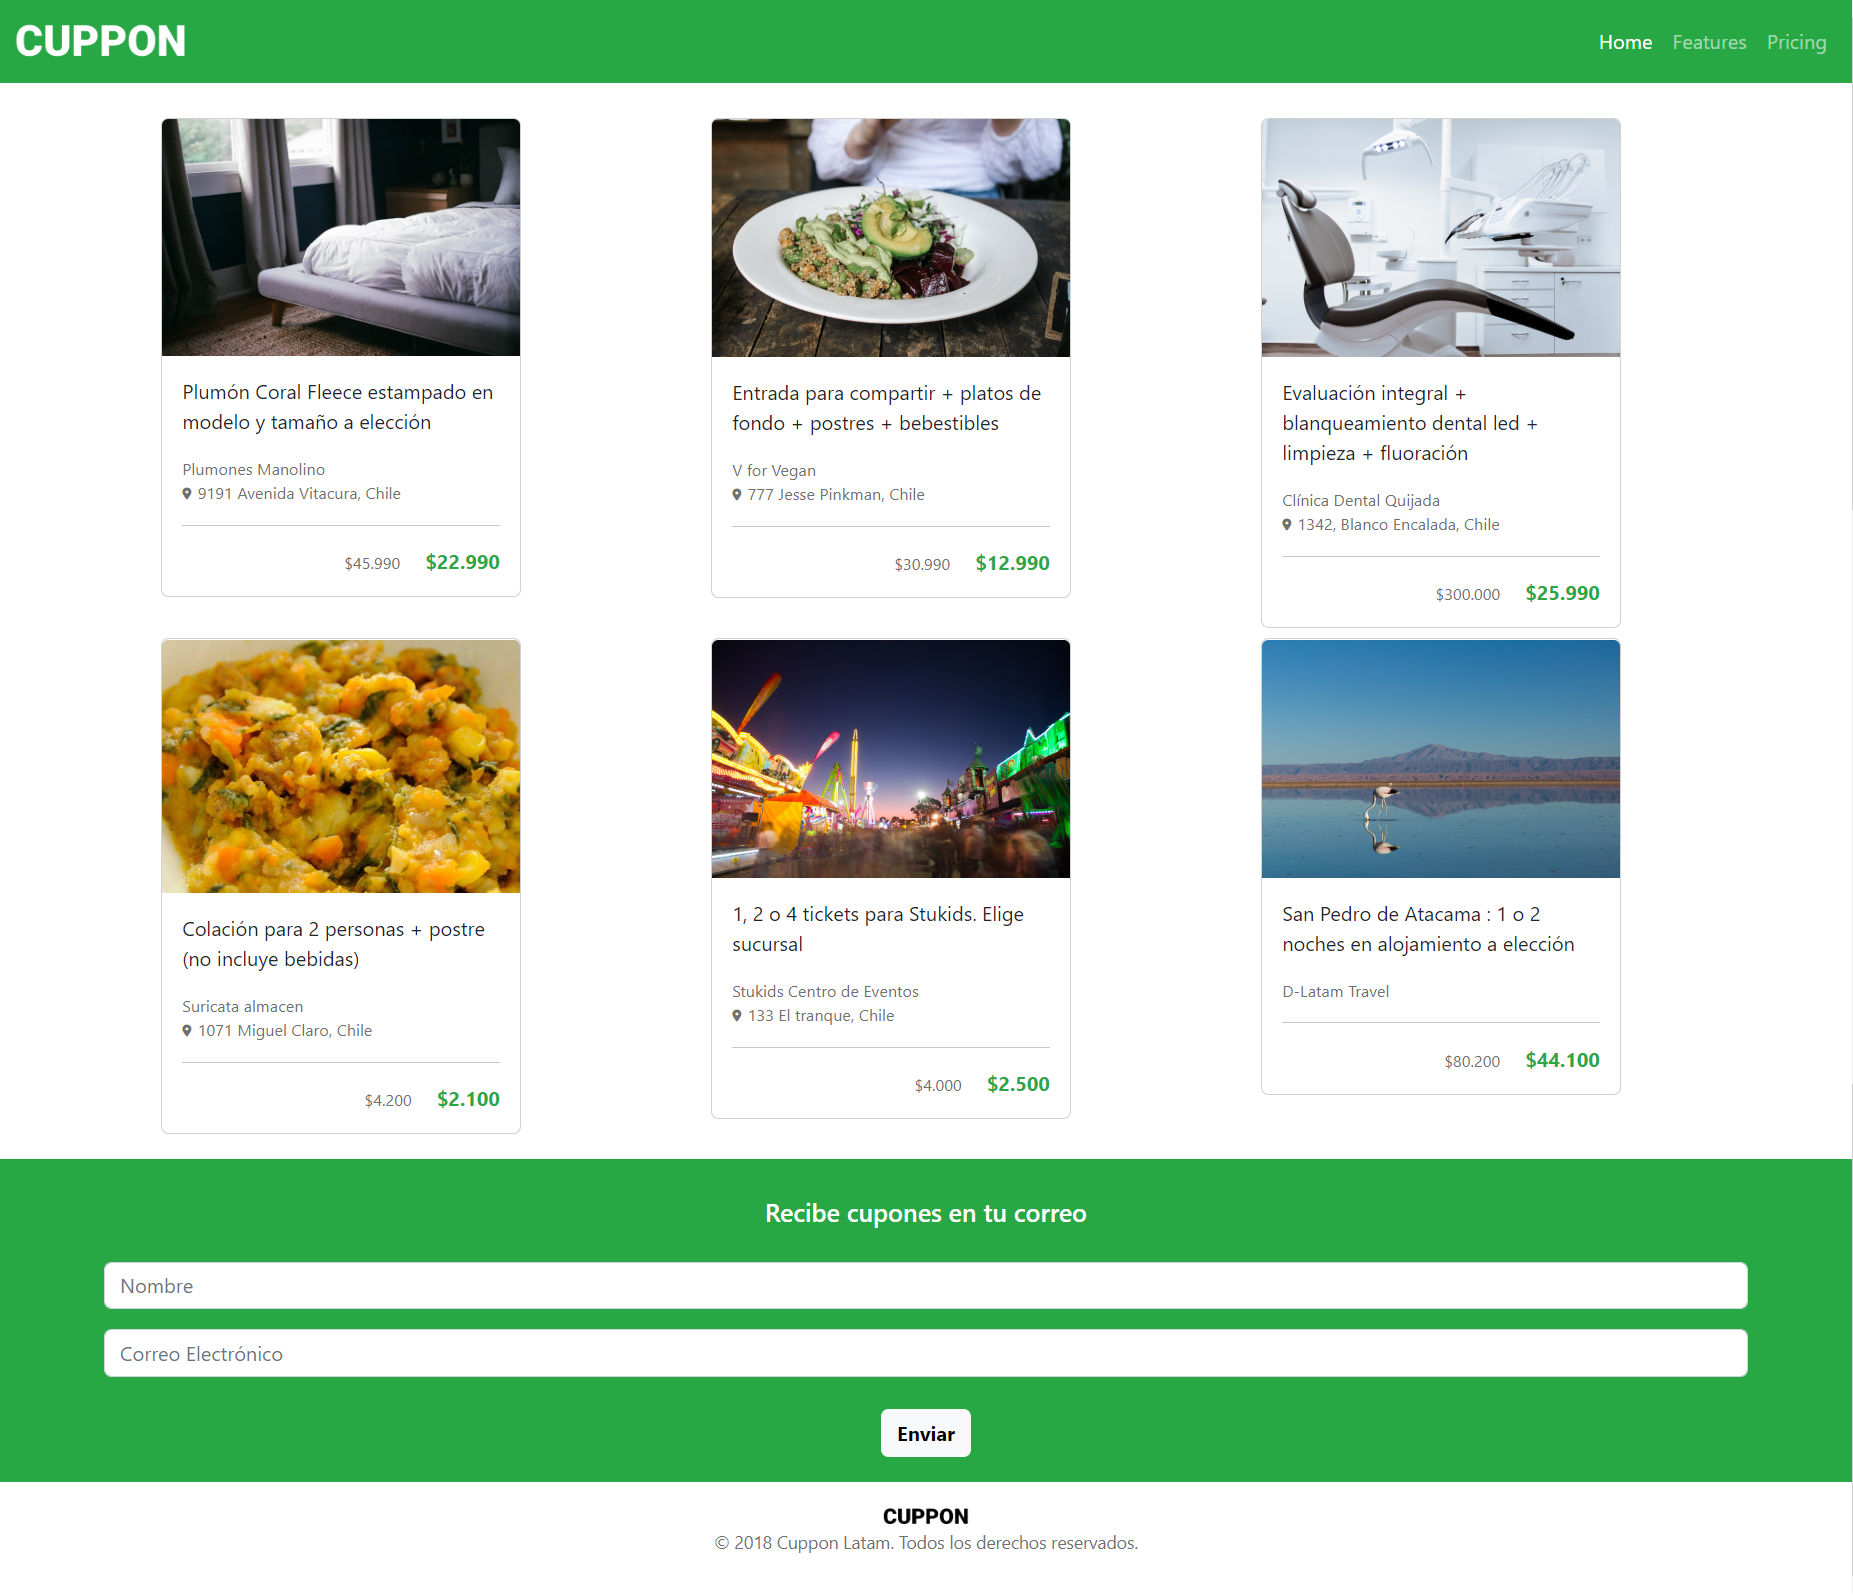 CUPPON
Home Features Pricing
Plumón Coral Fleece estampado en
modelo y tamaño a elección
Plumones Manolino
9191 Avenida Vitacura, Chile
$45.990 $22.990
Entrada para compartir + platos de
fondo + postres + bebestibles
V for Vegan
777 Jesse Pinkman, Chile
$30.990 $12.990
Evaluación integral +
blanqueamiento dental led +
limpieza + fluoración
Clínica Dental Quijada
1342, Blanco Encalada, Chile
$300.000 $25.990
Colación para 2 personas + postre
(no incluye bebidas)
Suricata almacen
1071 Miguel Claro, Chile
$4.200 $2.100
1, 2 o 4 tickets para Stukids. Elige
sucursal
Stukids Centro de Eventos
133 El tranque, Chile
$4.000 $2.500
San Pedro de Atacama : 1 o 2
noches en alojamiento a elección
D-Latam Travel
$80.200 $44.100
Recibe cupones en tu correo
Nombre
Correo Electrónico
Enviar
CUPPON
© 2018 Cuppon Latam. Todos los derechos reservados.